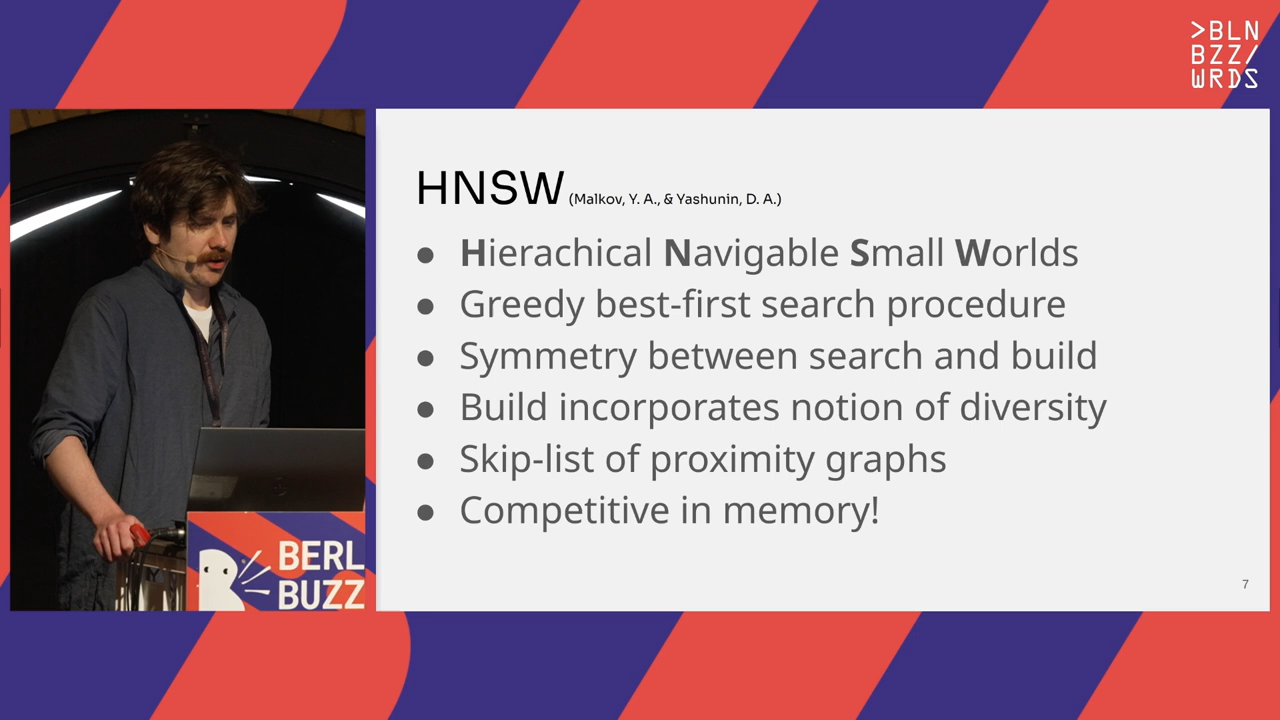 >BLN
BZZ/
WRDS
HNSW (Malkov, Y. A., & Yashunin, D. A.)
● Hierachical Navigable Small Worlds
● Greedy best-first search procedure
● Symmetry between search and build
● Build incorporates notion of diversity
● Skip-list of proximity graphs
● Competitive in memory!
7
BERL
BUZZ